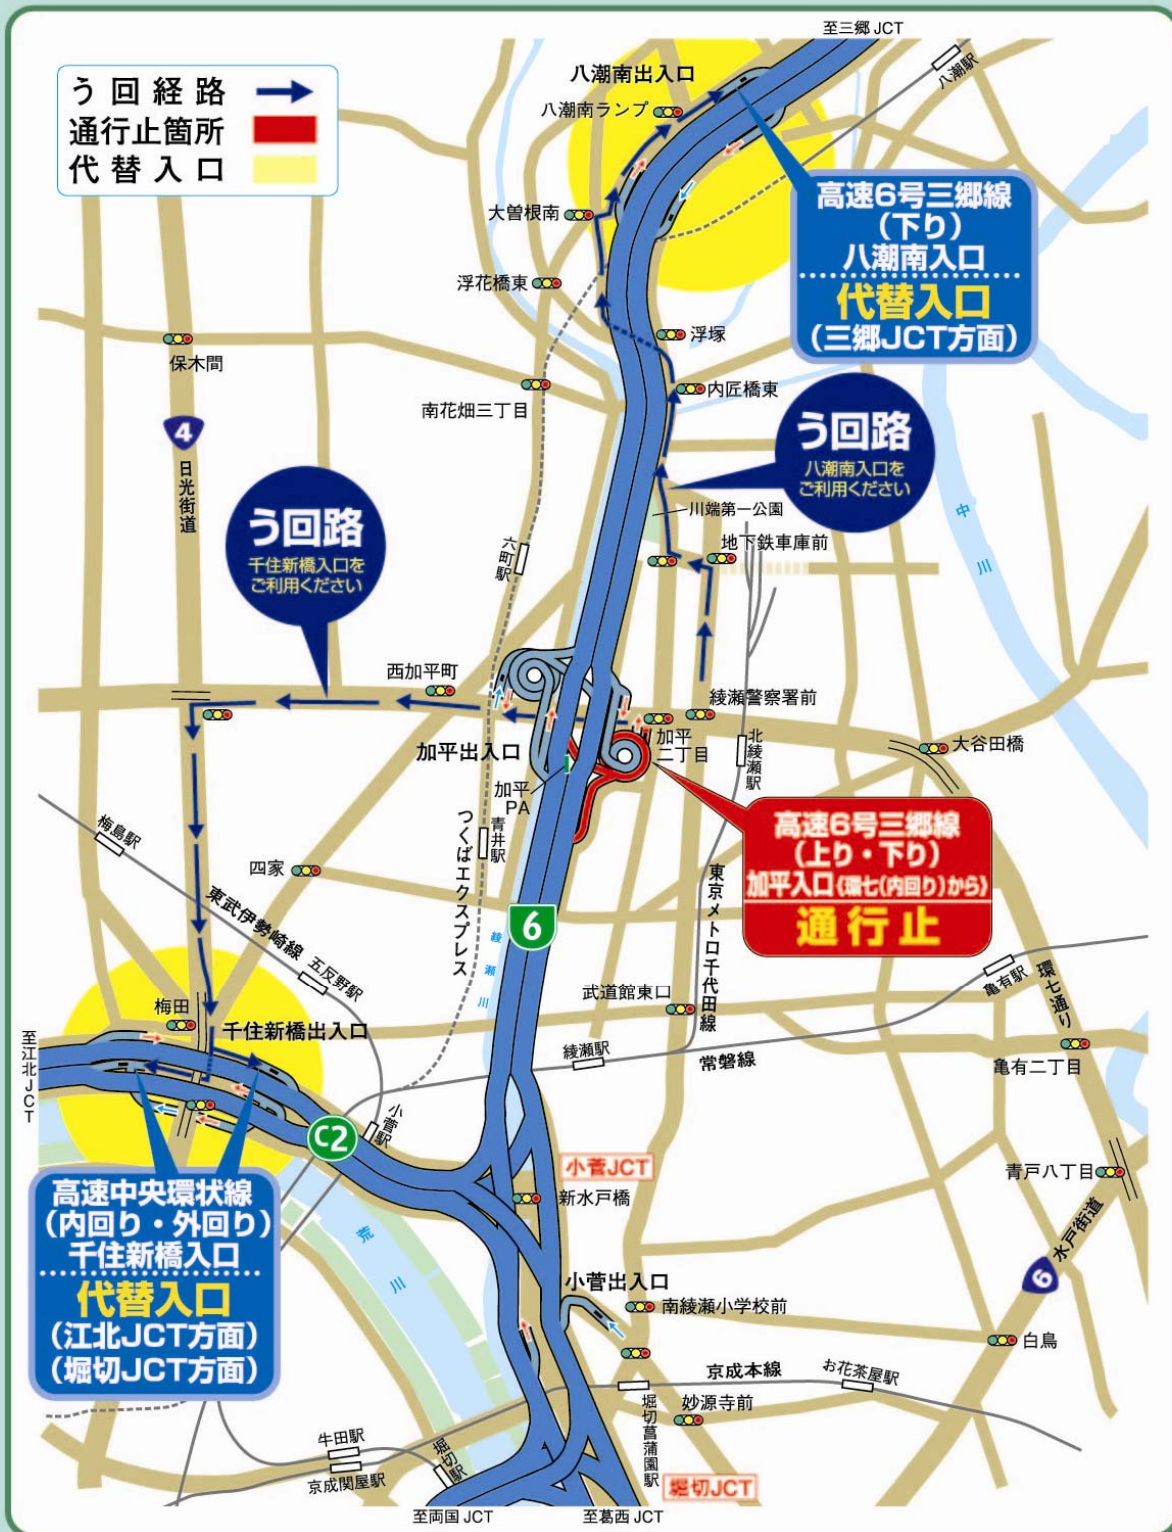 至三郷JCT
う回経路
通行止箇所
代替入口
八潮南出入口
八潮南ランプ
八潮駅
高速6号三郷線
(下り)
八潮南入口
代替入口
(三郷JCT方面)
大曽根南
浮花橋東
浮塚
保木間
南花畑三丁目
内匠橋東
4
日光街道
う回路
八潮南入口を
ご利用ください
川端第一公園
中川
う回路
千住新橋入口を
ご利用ください
六町駅
地下鉄車庫前
西加平町
綾瀬警察署前
加平出入口
加平
二丁目
北綾瀬駅
大谷田橋
加平
PA
高速6号三郷線
(上り・下り)
加平入口《環七(内回り)から》
通行止
梅島駅
四家
つくばエクスプレス
青井駅
東京メトロ千代田線
東武伊勢崎線
五反野駅
6
綾瀬川
武道館東口
亀有駅
環七通り
梅田
千住新橋出入口
至江北JCT
綾瀬駅
常磐線
亀有二丁目
小菅駅
C2
小菅JCT
新水戸橋
青戸八丁目
水戸街道
6
高速中央環状線
(内回り・外回り)
千住新橋入口
代替入口
(江北JCT方面)
(堀切JCT方面)
荒川
小菅出入口
南綾瀬小学校前
白鳥
京成本線
お花茶屋駅
堀切菖蒲園駅
妙源寺前
牛田駅
京成関屋駅
堀切駅
堀切JCT
至両国JCT
至葛西JCT